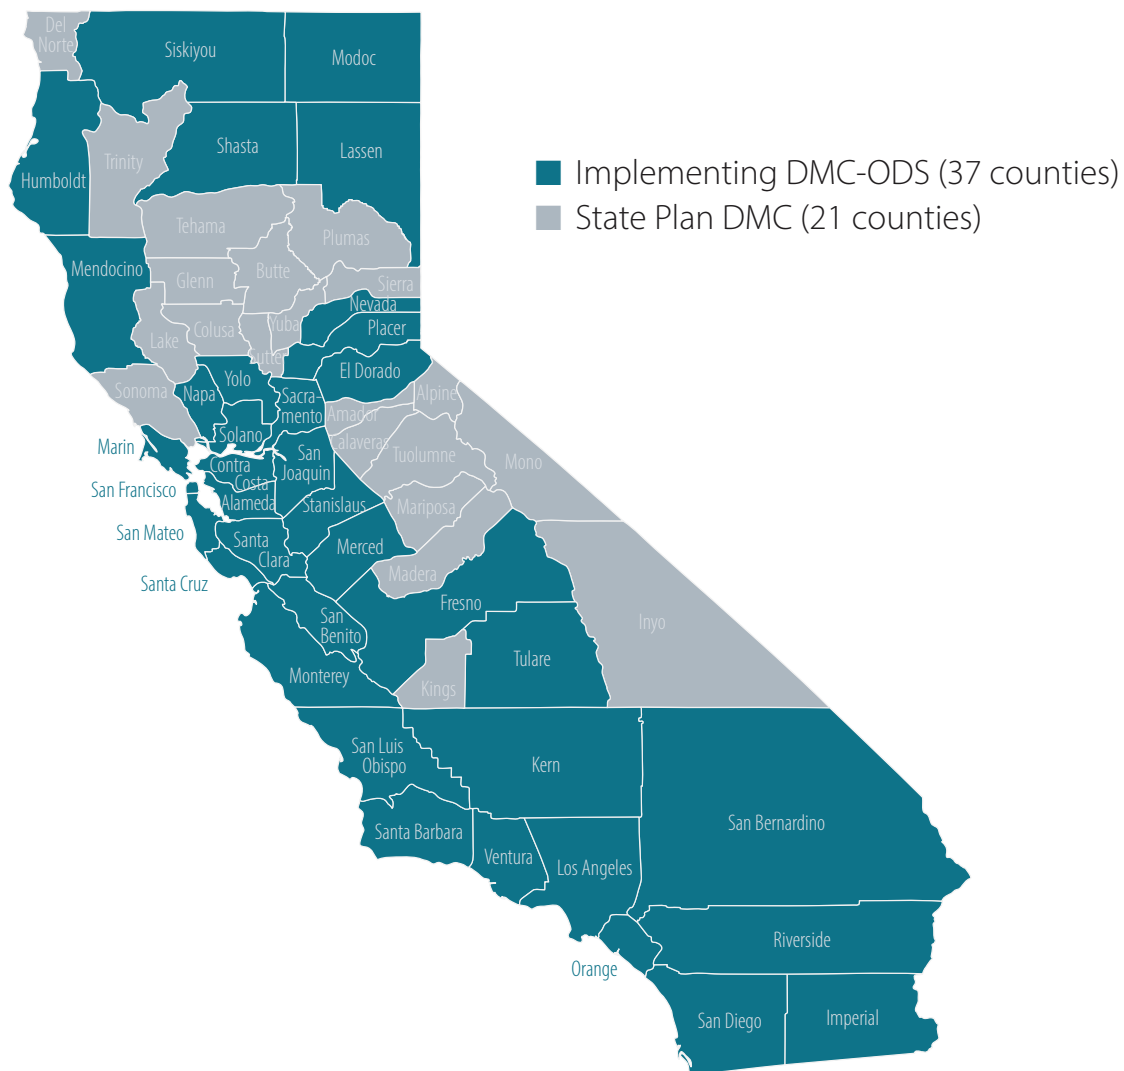 Del
Norte
Siskiyou
Modoc
Trinity
Shasta
Lassen
Humboldt
Implementing DMC-ODS (37 counties)
State Plan DMC (21 counties)
Tehama
Plumas
Mendocino
Glenn
Butte
Sierra
Nevada
Lake
Colusa
Yuba
Placer
Sutter
El Dorado
Sonoma
Napa
Yolo
Sacra-
mento
Alpine
Amador
Solano
Calaveras
Marin
Contra
Costa
San
Joaquin
Tuolumne
Mono
San Francisco
Alameda
Stanislaus
Mariposa
San Mateo
Santa
Clara
Merced
Santa Cruz
Madera
Fresno
San
Benito
Inyo
Monterey
Tulare
Kings
San Luis
Obispo
Kern
Santa Barbara
San Bernardino
Ventura
Los Angeles
Riverside
Orange
San Diego
Imperial